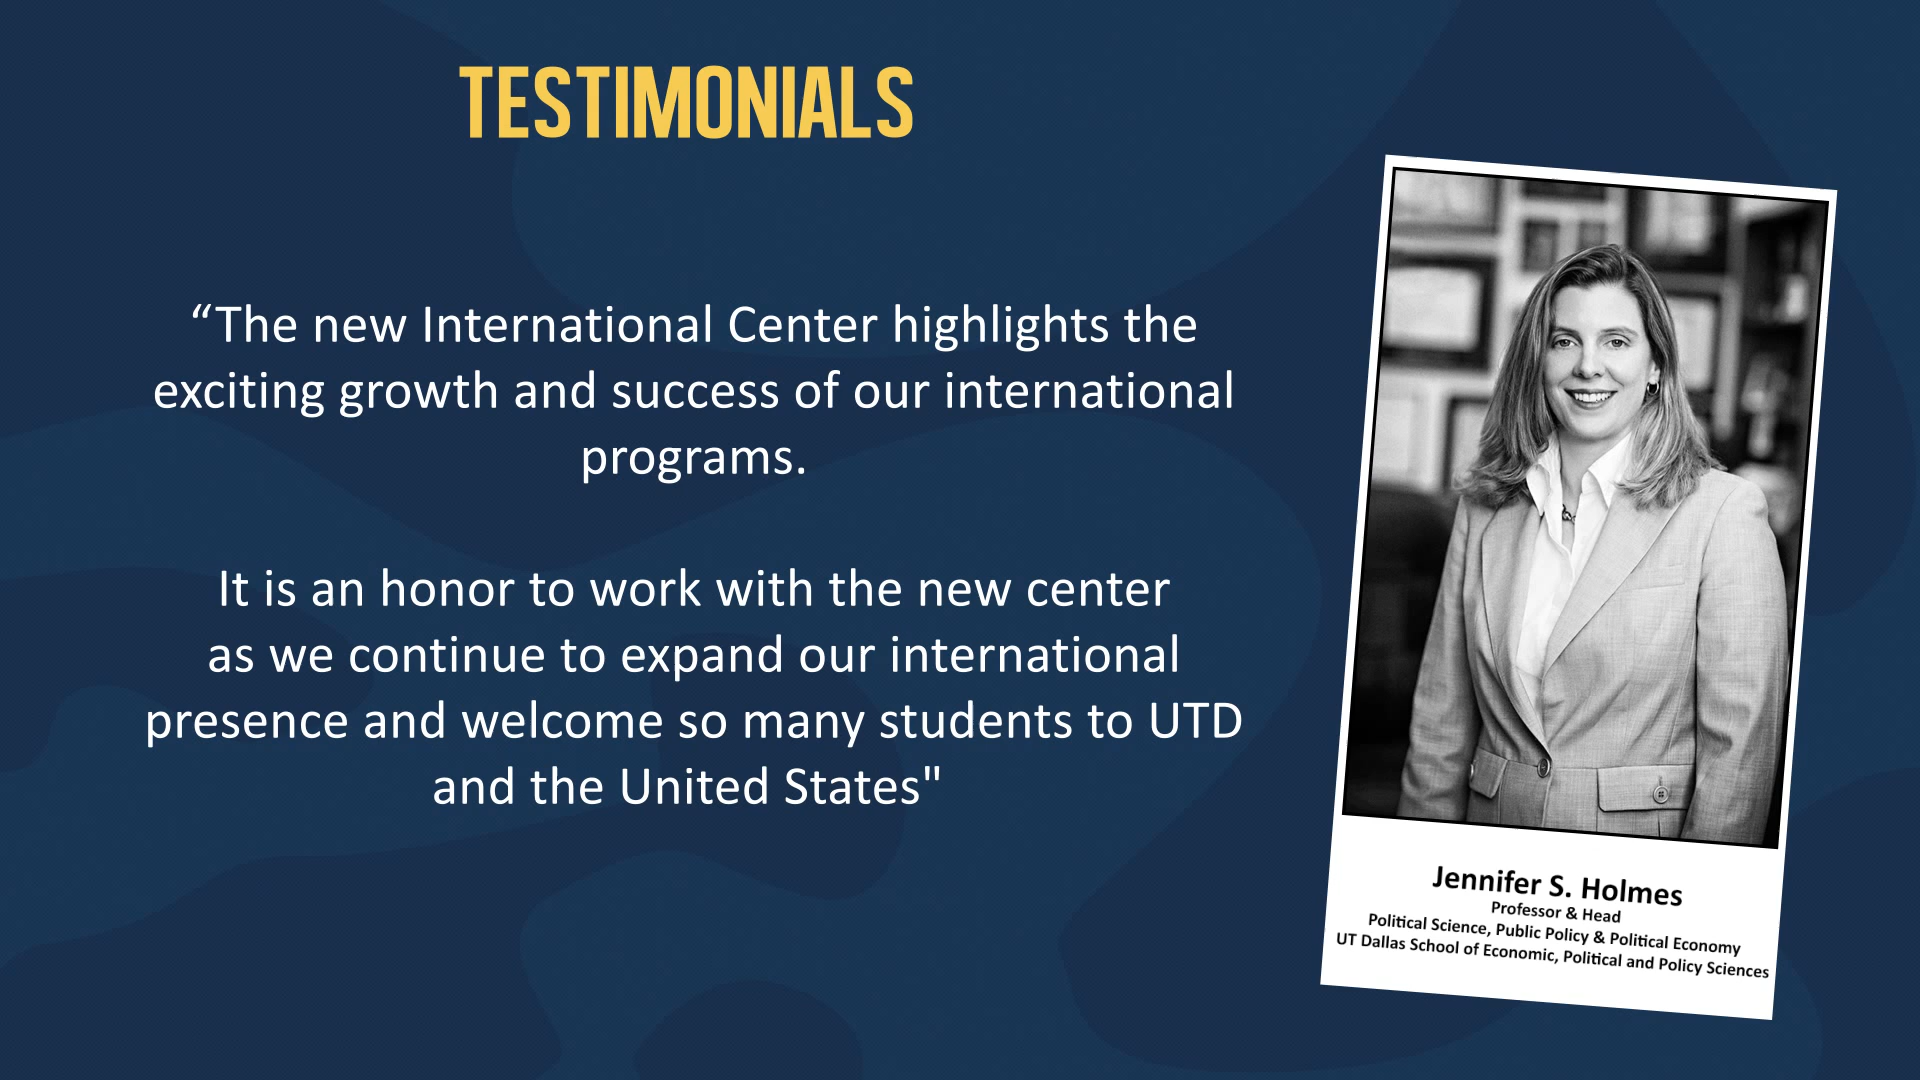 TESTIMONIALS
“The new International Center highlights the
exciting growth and success of our international
programs.
It is an honor to work with the new center
as we continue to expand our international
presence and welcome so many students to UTD
and the United States"
Jennifer S. Holmes
Professor & Head
Political Science, Public Policy & Political Economy
UT Dallas School of Economic, Political and Policy Sciences